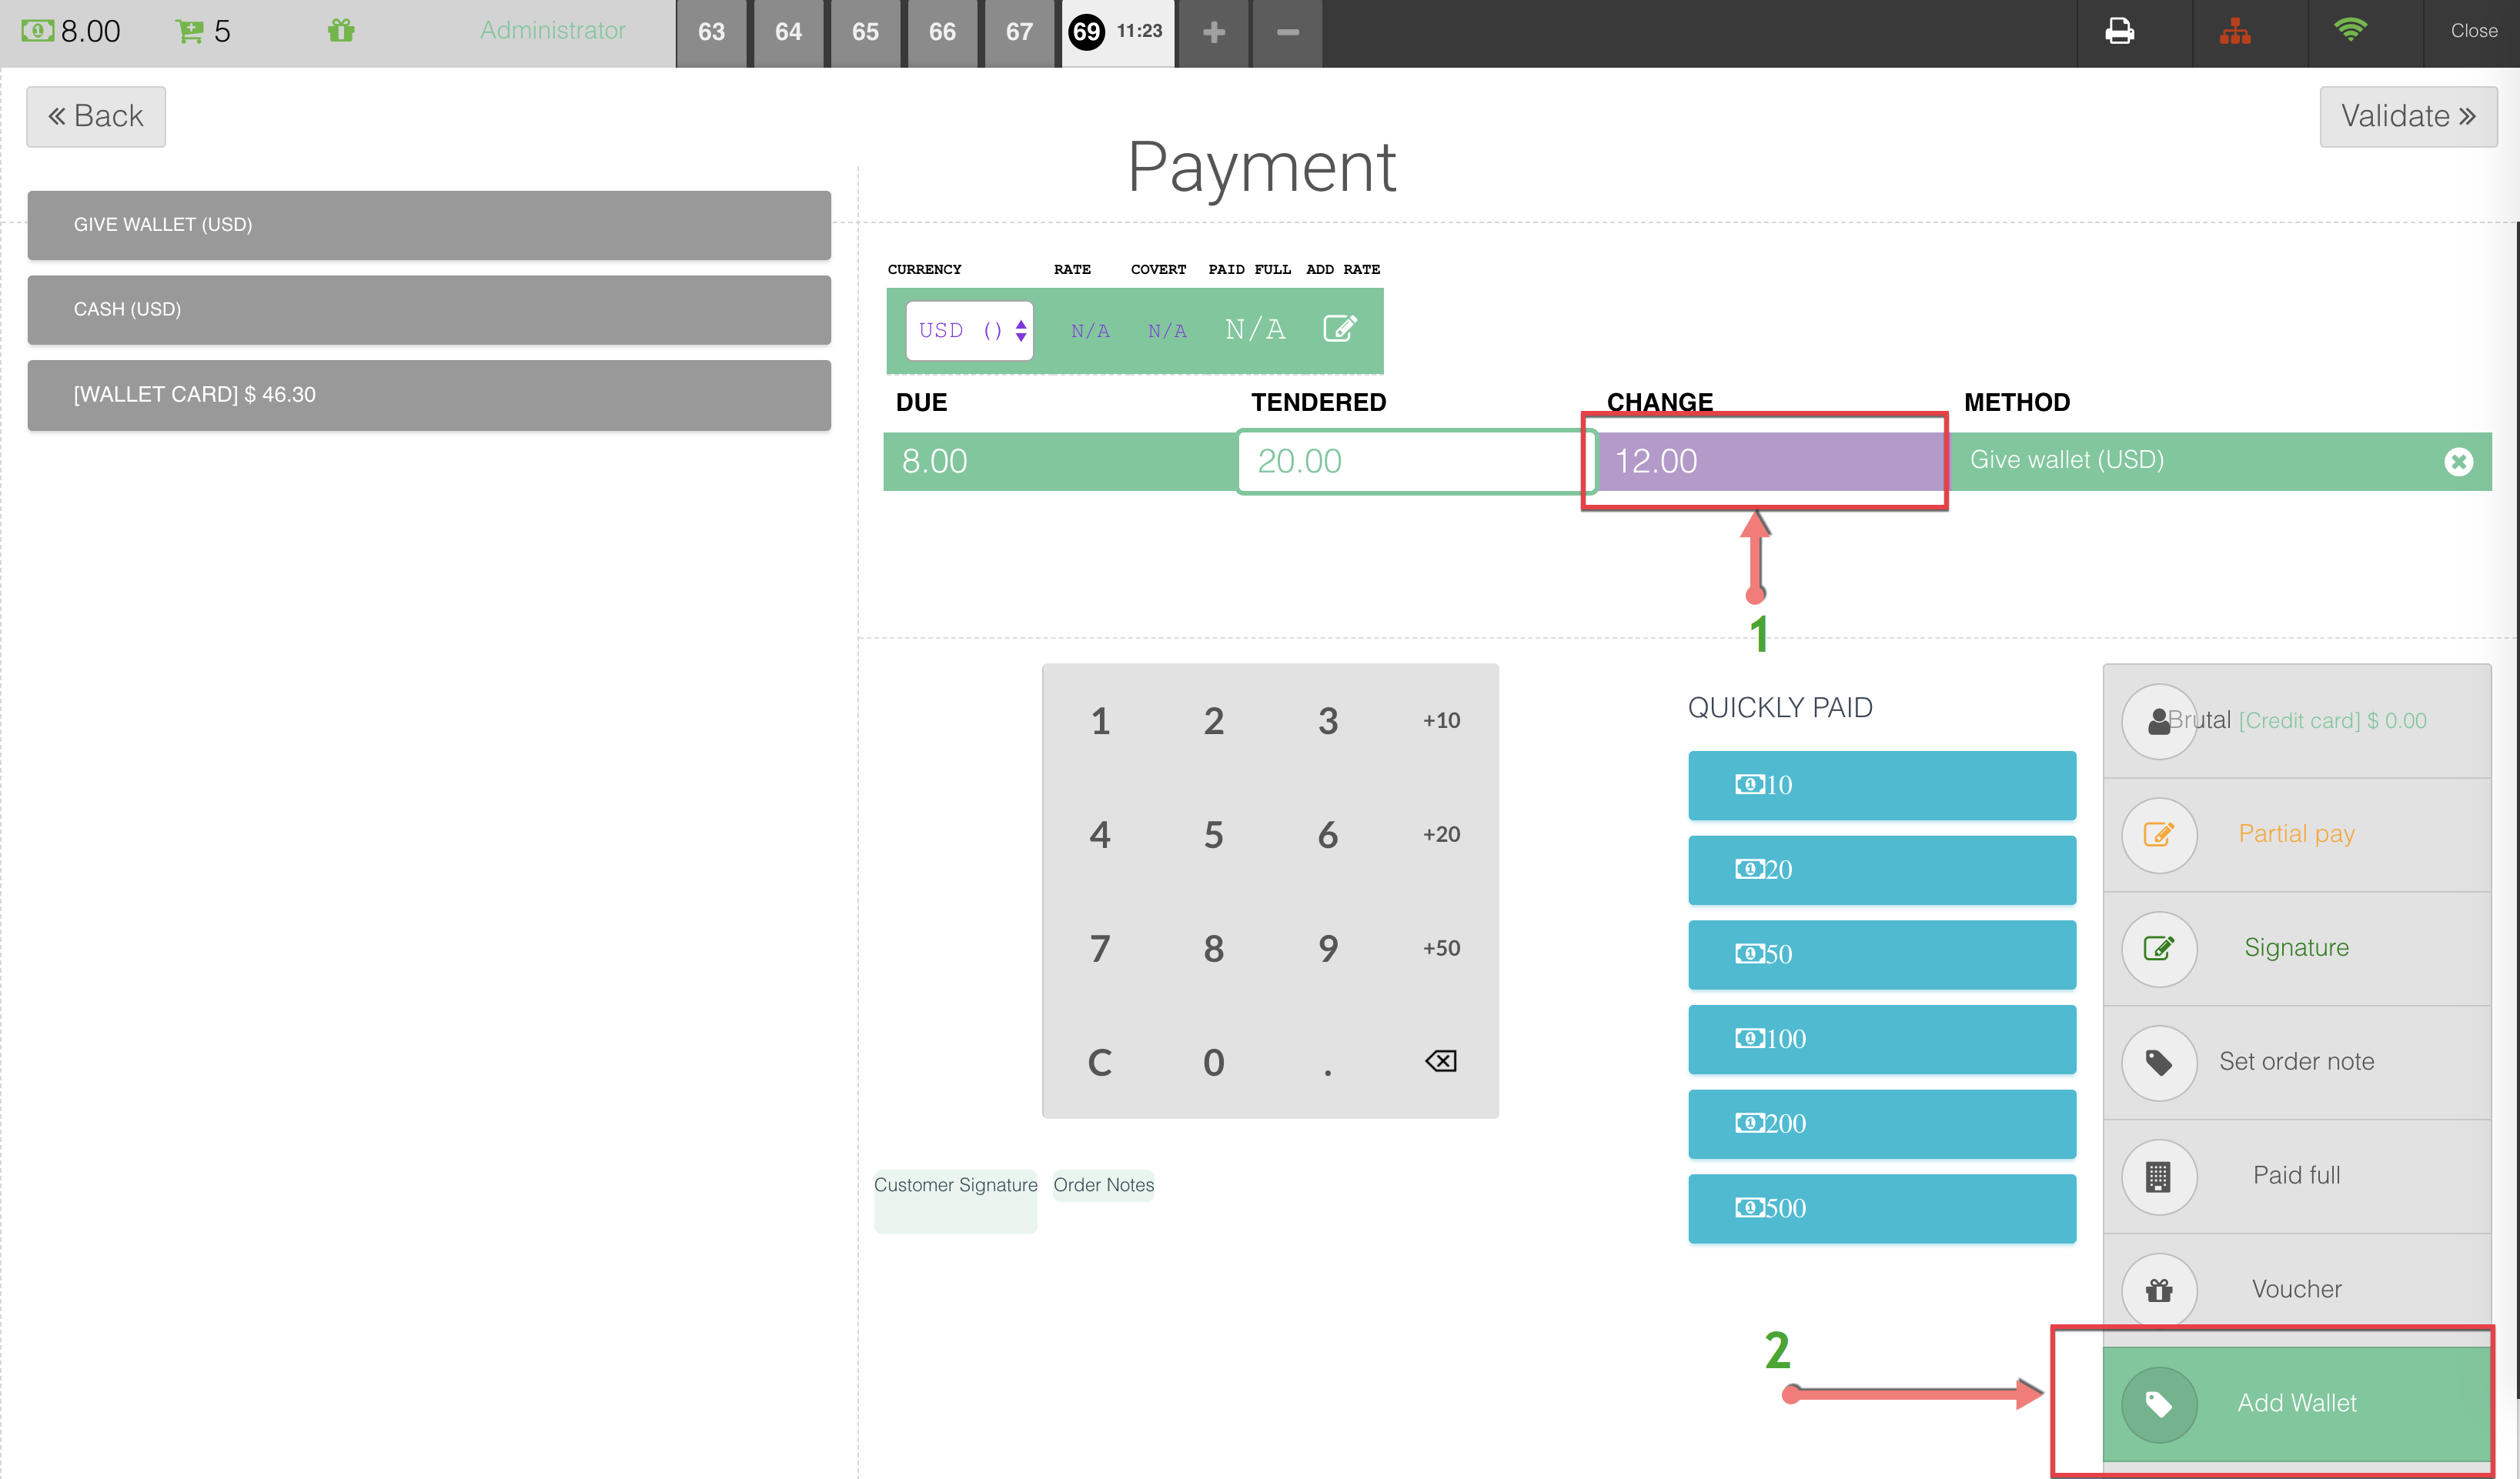 8.00 5 Administrator 63 64 65 66 67 69 11:23 Close
Back
Validate
Payment
GIVE WALLET (USD)
CASH (USD)
[WALLET CARD] $ 46.30
CURRENCY RATE COVERT PAID FULL ADD RATE
USD () N/A N/A N/A
DUE TENDERED CHANGE METHOD
8.00 20.00 12.00 Give wallet (USD)
1
1 2 3 +10
4 5 6 +20
7 8 9 +50
C 0 .
Customer Signature Order Notes
QUICKLY PAID
10
20
50
100
200
500
Brutal [Credit card] $ 0.00
Partial pay
Signature
Set order note
Paid full
Voucher
2
Add Wallet